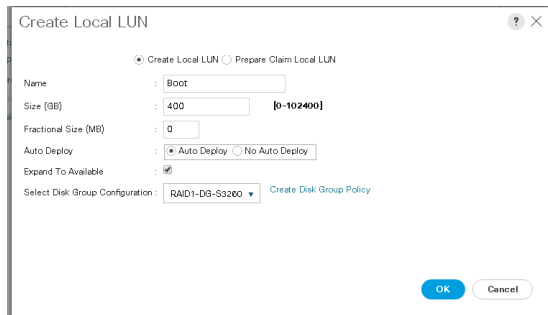 Create Local LUN
?
Create Local LUN Prepare Claim Local LUN
Name : Boot
Size (GB) : 400 [0-102400]
Fractional Size (MB) : 0
Auto Deploy : Auto Deploy No Auto Deploy
Expand To Available :
Select Disk Group Configuration : RAID1-DG-S3260 Create Disk Group Policy
OK Cancel